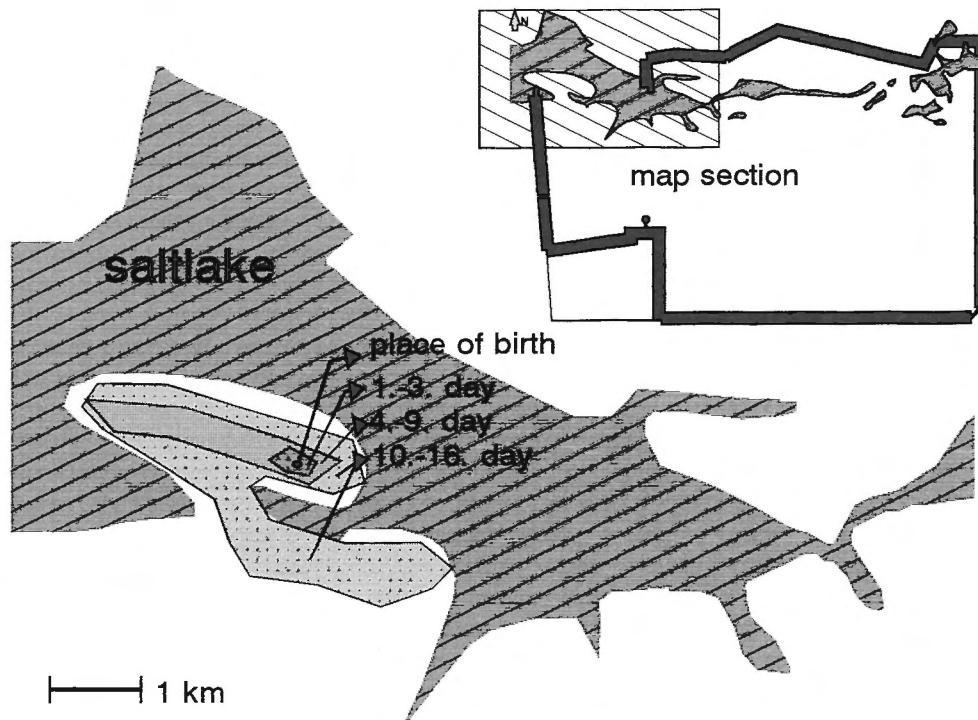 N
map section
saltlake
place of birth
1.-3. day
4.-9. day
10.-16. day
1 km